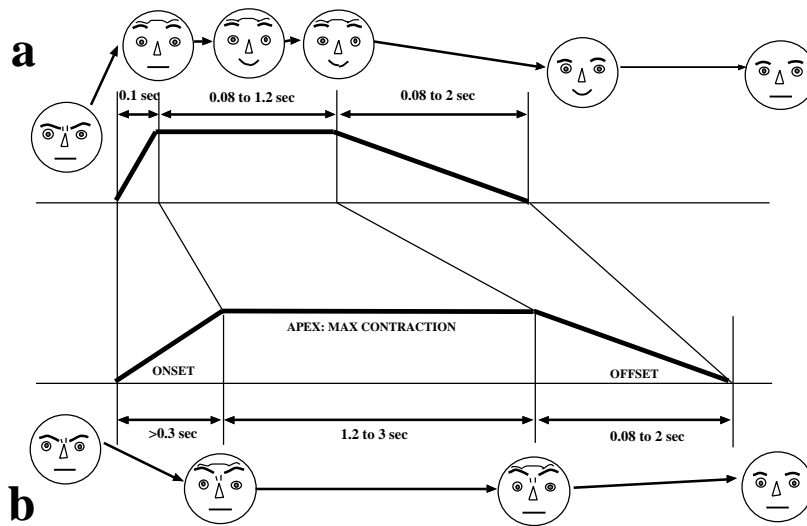 a
0.1 sec
0.08 to 1.2 sec
0.08 to 2 sec
APEX: MAX CONTRACTION
ONSET
OFFSET
>0.3 sec
1.2 to 3 sec
0.08 to 2 sec
b